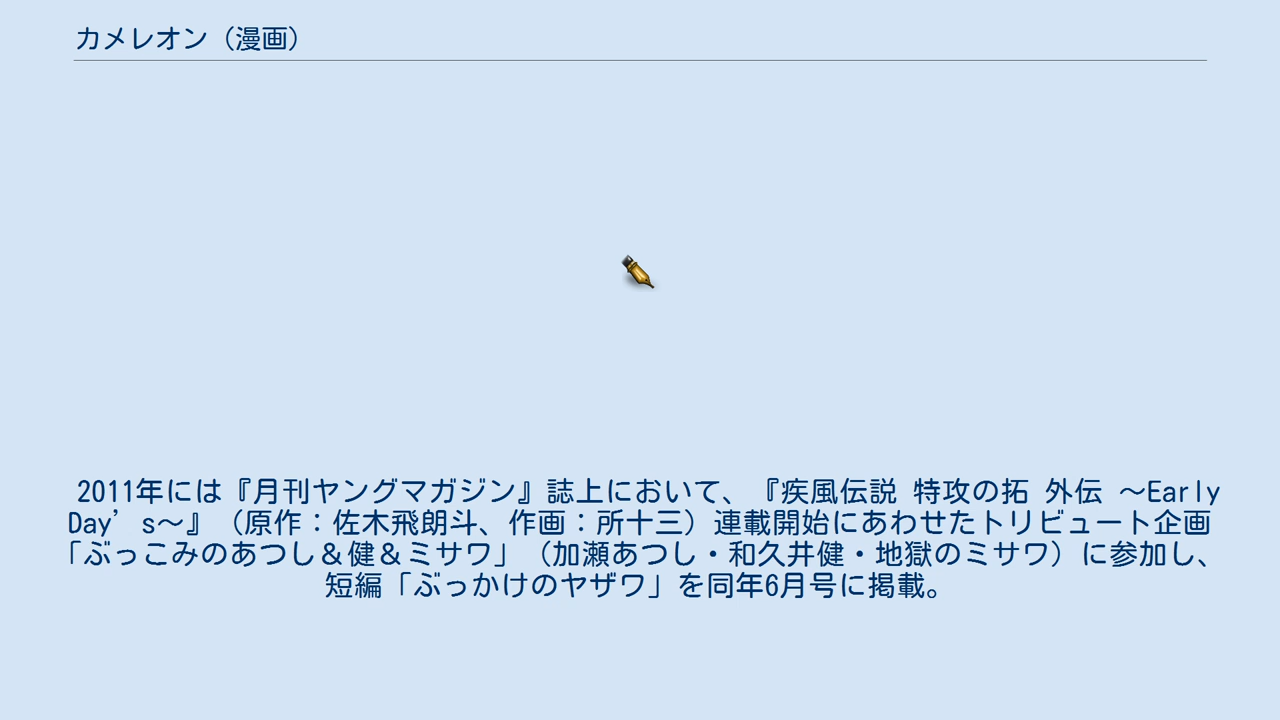 カメレオン（漫画）
2011年には『月刊ヤングマガジン』誌上において、『疾風伝説 特攻の拓 外伝 〜Early
Day’s〜』（原作：佐木飛朗斗、作画：所十三）連載開始にあわせたトリビュート企画
「ぶっこみのあつし＆健＆ミサワ」（加瀬あつし・和久井健・地獄のミサワ）に参加し、
短編「ぶっかけのヤザワ」を同年6月号に掲載。